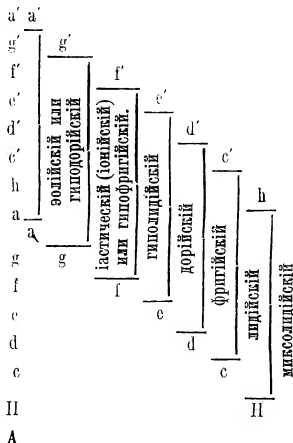 a′
g′
f′
e′
d′
c′
h
a
g
f
e
d
c
H
A
a′
a
g′
эолійскій или
гиподорійскій
g
f′
іастическій (іонійскій)
или гипофригійскій.
f
e′
гиполидійскій
e
d′
дорійскій
d
c′
фригійскій
c
h
лидійскій
H
миксолидійскій